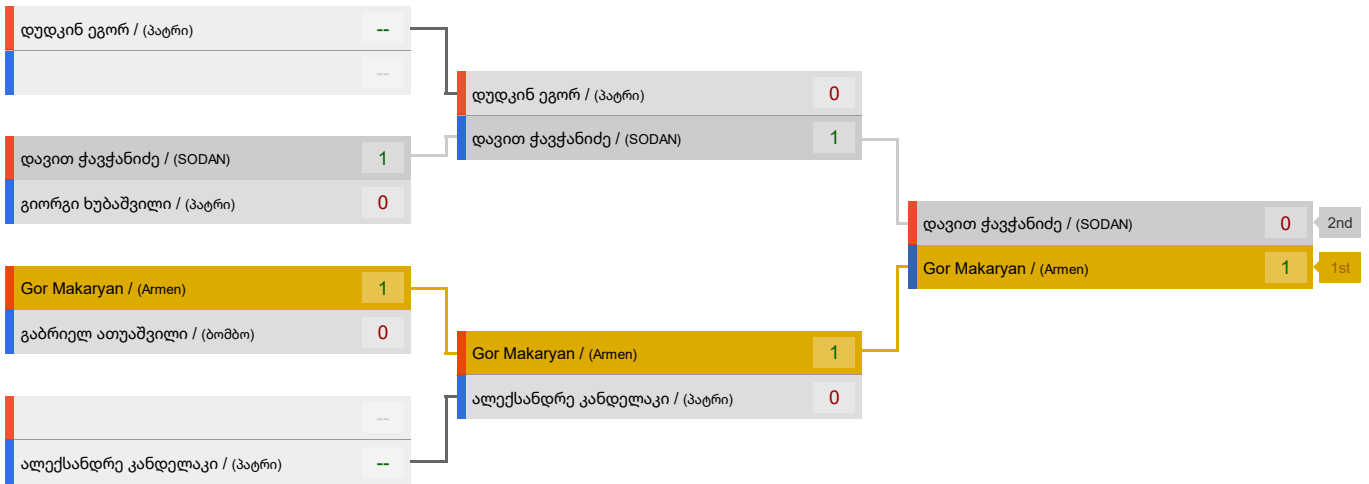 დუდკინ ეგორ / (პატრი) --
--
დავით ჭავჭანიძე / (SODAN) 1
გიორგი ხუბაშვილი / (პატრი) 0
Gor Makaryan / (Armen) 1
გაბრიელ ათუაშვილი / (ბომბო) 0
--
ალექსანდრე კანდელაკი / (პატრი) --
დუდკინ ეგორ / (პატრი) 0
დავით ჭავჭანიძე / (SODAN) 1
Gor Makaryan / (Armen) 1
ალექსანდრე კანდელაკი / (პატრი) 0
დავით ჭავჭანიძე / (SODAN) 0 2nd
Gor Makaryan / (Armen) 1 1st